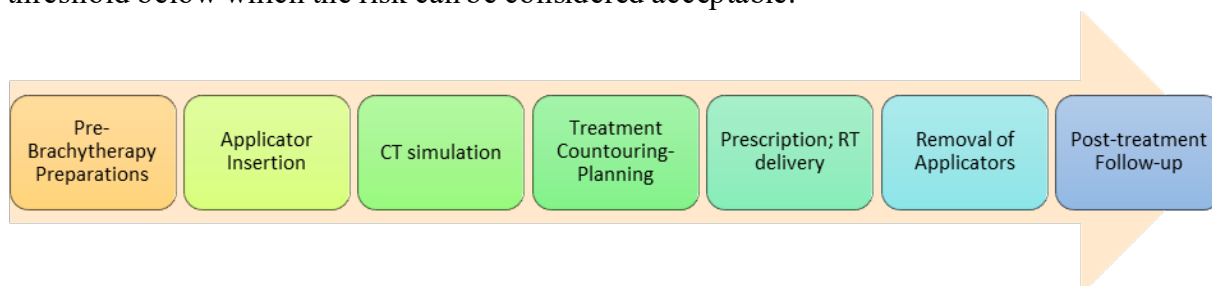 threshold below which the risk can be considered acceptable.
Pre-
Brachytherapy
Preparations
Applicator
Insertion
CT simulation
Treatment
Countouring-
Planning
Prescription; RT
delivery
Removal of
Applicators
Post-treatment
Follow-up